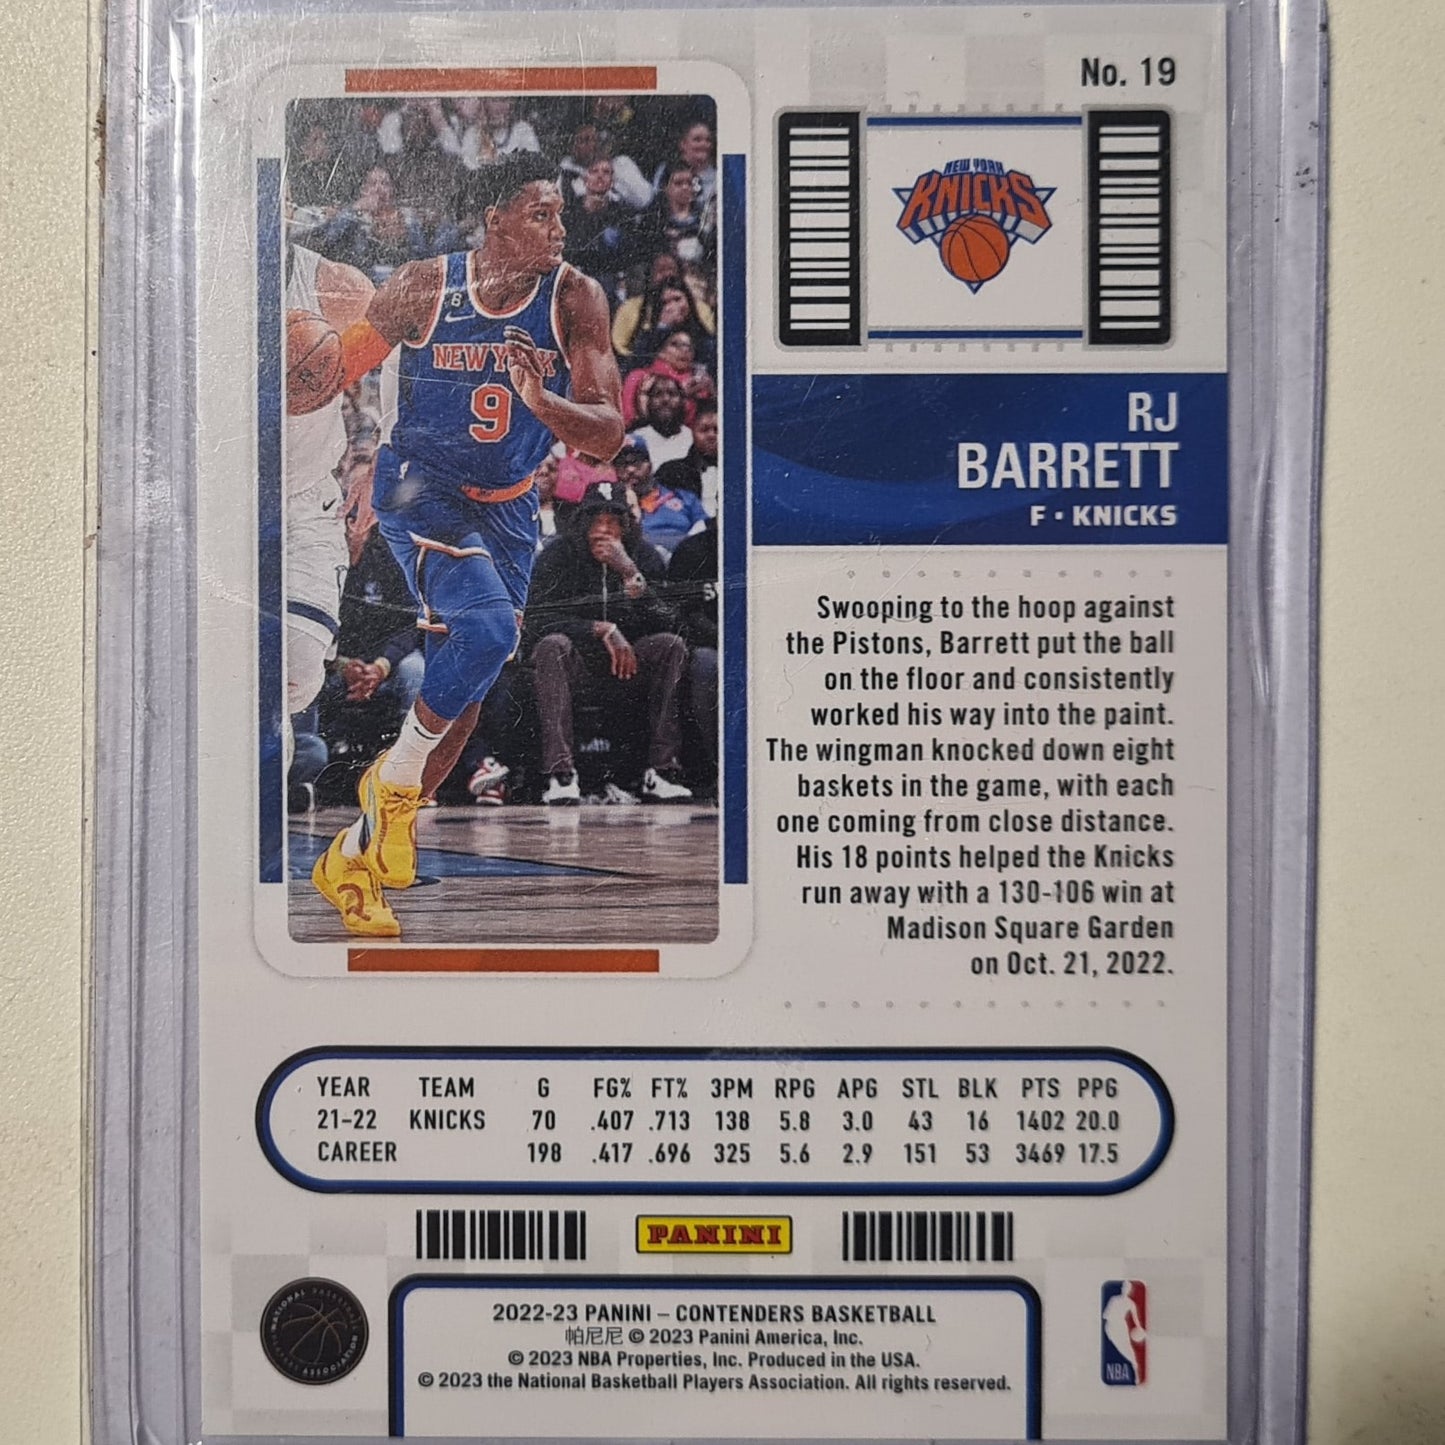 No. 19
NEW YORK
KNICKS
NEW YORK
9
8
RJ
BARRETT
F • KNICKS
Swooping to the hoop against
the Pistons, Barrett put the ball
on the floor and consistently
worked his way into the paint.
The wingman knocked down eight
baskets in the game, with each
one coming from close distance.
His 18 points helped the Knicks
run away with a 130-106 win at
Madison Square Garden
on Oct. 21, 2022.
YEAR TEAM G FG% FT% 3PM RPG APG STL BLK PTS PPG
21-22 KNICKS 70 .407 .713 138 5.8 3.0 43 16 1402 20.0
CAREER 198 .417 .696 325 5.6 2.9 151 53 3469 17.5
PANINI
NATIONAL BASKETBALL PLAYERS ASSOCIATION
2022-23 PANINI – CONTENDERS BASKETBALL
帕尼尼 © 2023 Panini America, Inc.
© 2023 NBA Properties, Inc. Produced in the USA.
© 2023 the National Basketball Players Association. All rights reserved.
NBA